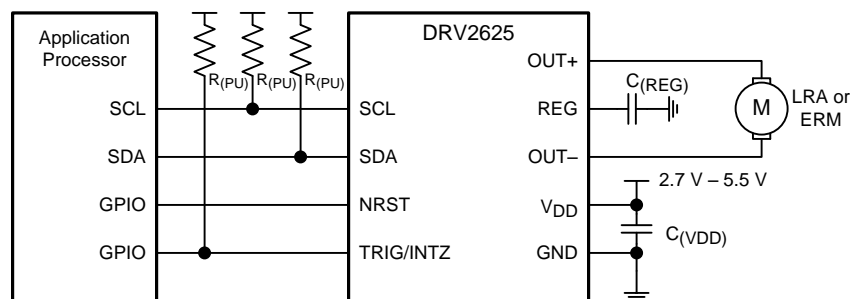 Application
Processor
SCL
SDA
GPIO
GPIO
R(PU)
R(PU)
R(PU)
DRV2625
SCL
SDA
NRST
TRIG/INTZ
OUT+
REG
OUT–
VDD
GND
C(REG)
M
LRA or
ERM
2.7 V – 5.5 V
C(VDD)